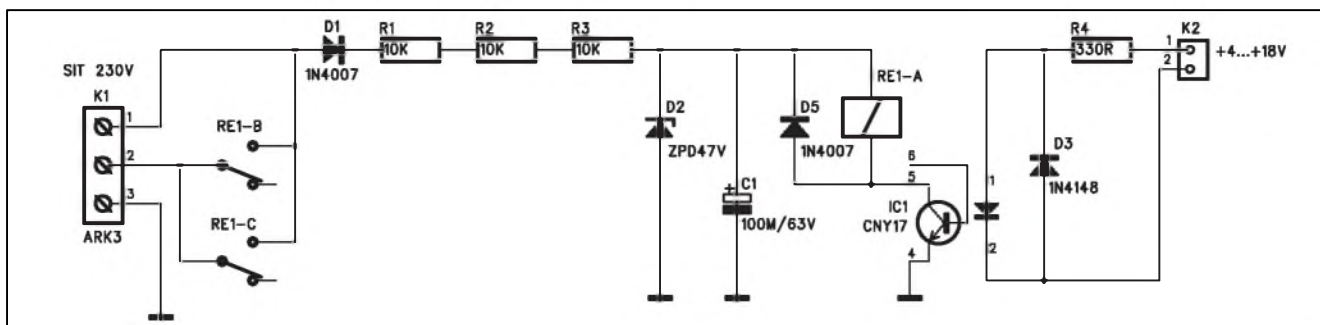 SIT 230V
K1
1
2
3
ARK3
RE1-B
RE1-C
D1
1N4007
R1
10K
R2
10K
R3
10K
D2
ZPD47V
+
C1
100M/63V
D5
1N4007
RE1-A
6
5
4
IC1
CNY17
1
2
D3
1N4148
R4
330R
K2
1
2
+4...+18V